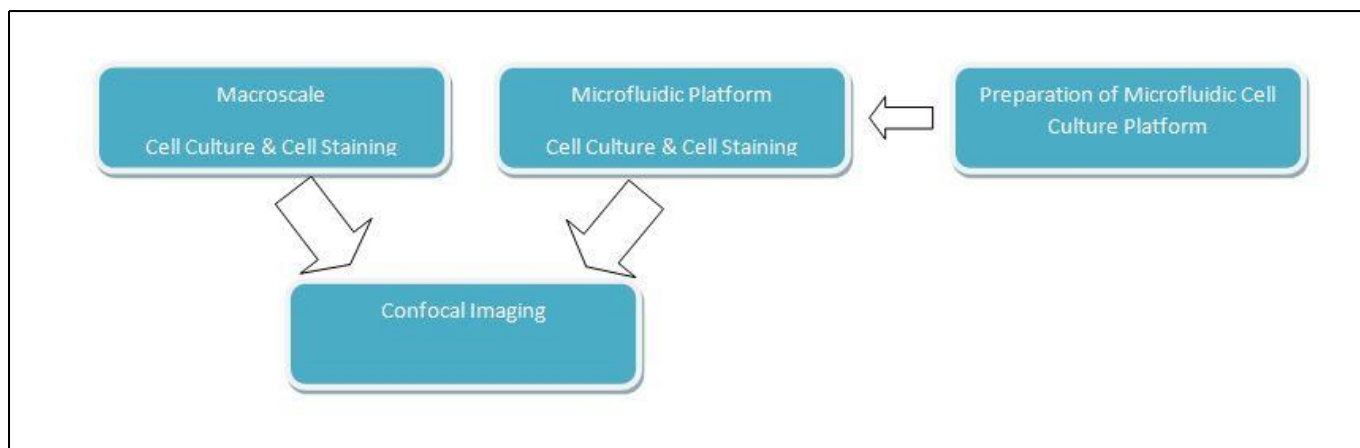 Macroscale
Cell Culture & Cell Staining
Microfluidic Platform
Cell Culture & Cell Staining
Preparation of Microfluidic Cell
Culture Platform
Confocal Imaging